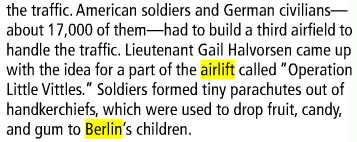 the traffic. American soldiers and German civilians—
about 17,000 of them—had to build a third airfield to
handle the traffic. Lieutenant Gail Halvorsen came up
with the idea for a part of the airlift called "Operation
Little Vittles." Soldiers formed tiny parachutes out of
handkerchiefs, which were used to drop fruit, candy,
and gum to Berlin's children.